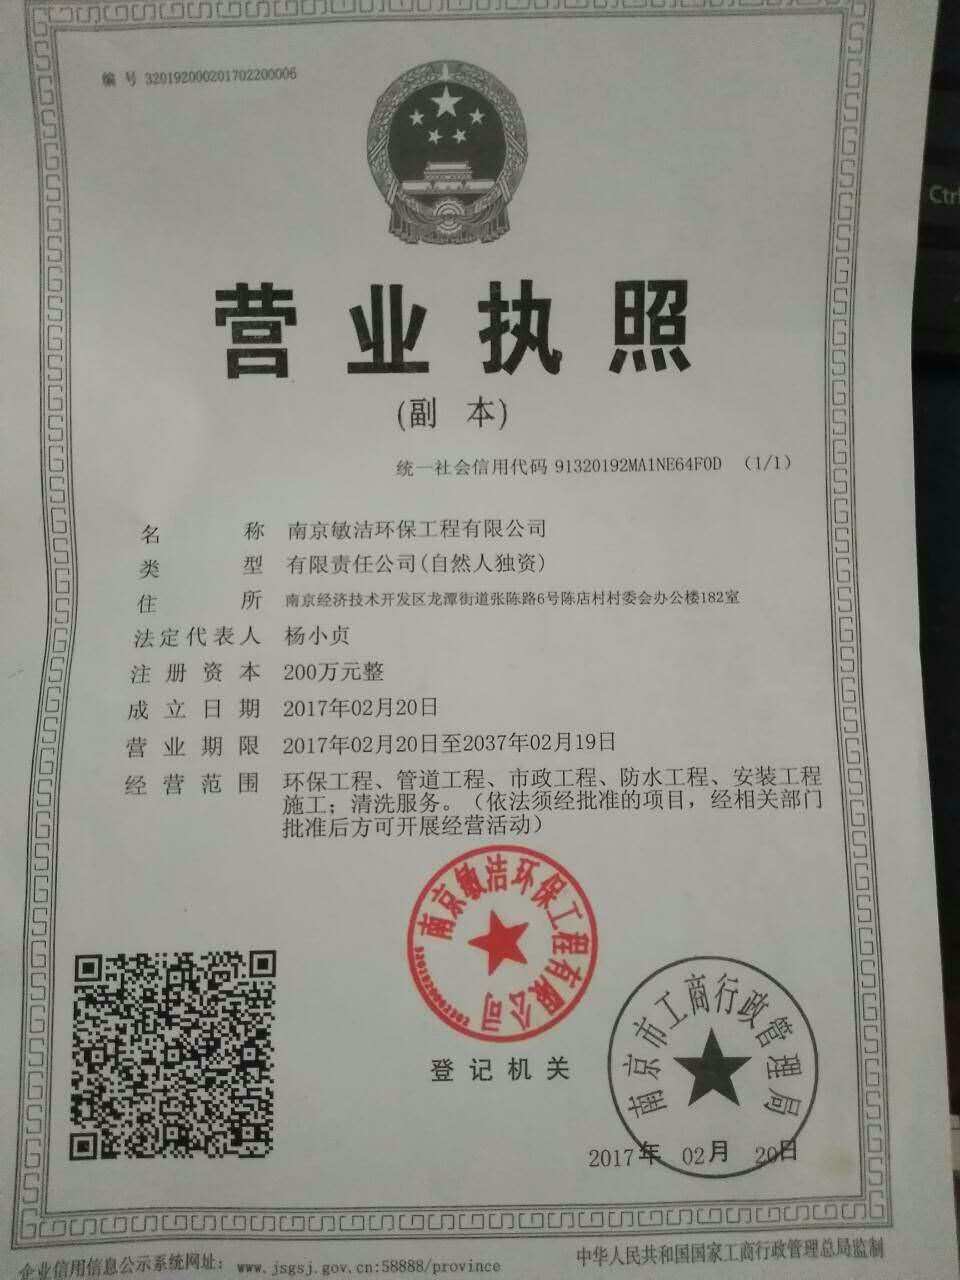 编 号 320192000201702200006
Ctrl
营业执照
(副 本)
统一社会信用代码 91320192MA1NE64F0D (1/1)
名 称 南京敏洁环保工程有限公司
类 型 有限责任公司(自然人独资)
住 所 南京经济技术开发区龙潭街道张陈路6号陈店村村委会办公楼182室
法定代表人 杨小贞
注册资本 200万元整
成立日期 2017年02月20日
营业期限 2017年02月20日至2037年02月19日
经营范围 环保工程、管道工程、市政工程、防水工程、安装工程
施工；清洗服务。（依法须经批准的项目，经相关部门
批准后方可开展经营活动）
南京敏洁环保工程有限公司
登记机关
南京市工商行政管理局
2017年 02月 20日
企业信用信息公示系统网址： www.jsgsj.gov.cn:58888/province
中华人民共和国国家工商行政管理总局监制